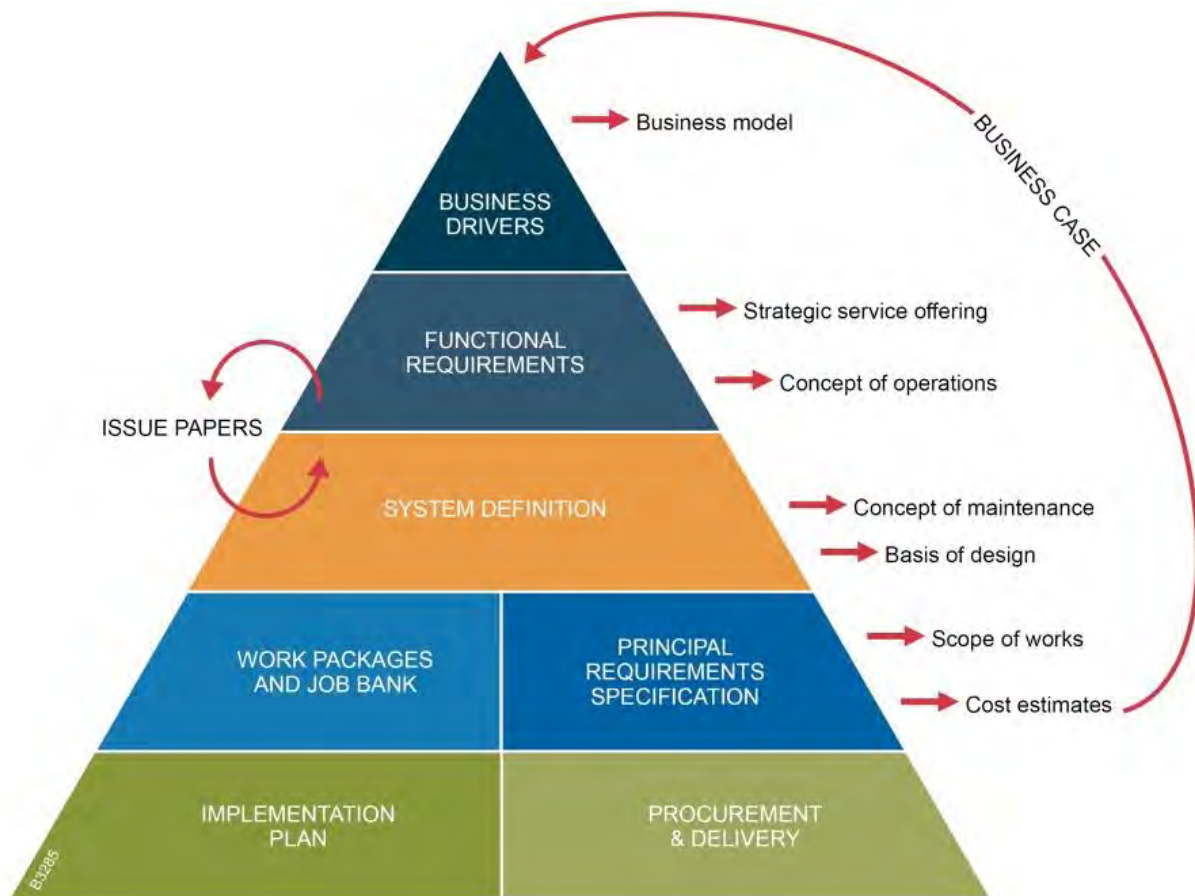 Business model
BUSINESS
DRIVERS
BUSINESS CASE
Strategic service offering
FUNCTIONAL
REQUIREMENTS
Concept of operations
ISSUE PAPERS
SYSTEM DEFINITION
Concept of maintenance
Basis of design
WORK PACKAGES
AND JOB BANK
PRINCIPAL
REQUIREMENTS
SPECIFICATION
Scope of works
Cost estimates
IMPLEMENTATION
PLAN
PROCUREMENT
& DELIVERY
B3285